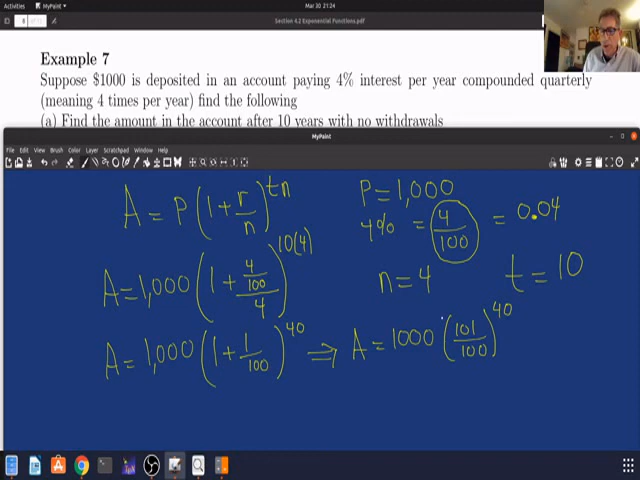 Activities MyPaint ▾ Mar 30 21:24
Section 4.2 Exponential Functions.pdf
Example 7
Suppose $1000 is deposited in an account paying 4% interest per year compounded quarterly
(meaning 4 times per year) find the following
(a) Find the amount in the account after 10 years with no withdrawals
MyPaint
File Edit View Brush Color Layer Scratchpad Window Help
A = P(1 + r/n)^tn
P = 1,000
4% = 4/100 = 0.04
A = 1,000(1 + (4/100)/4)^10(4)
n = 4 t = 10
A = 1,000(1 + 1/100)^40 ⇒ A = 1000(101/100)^40